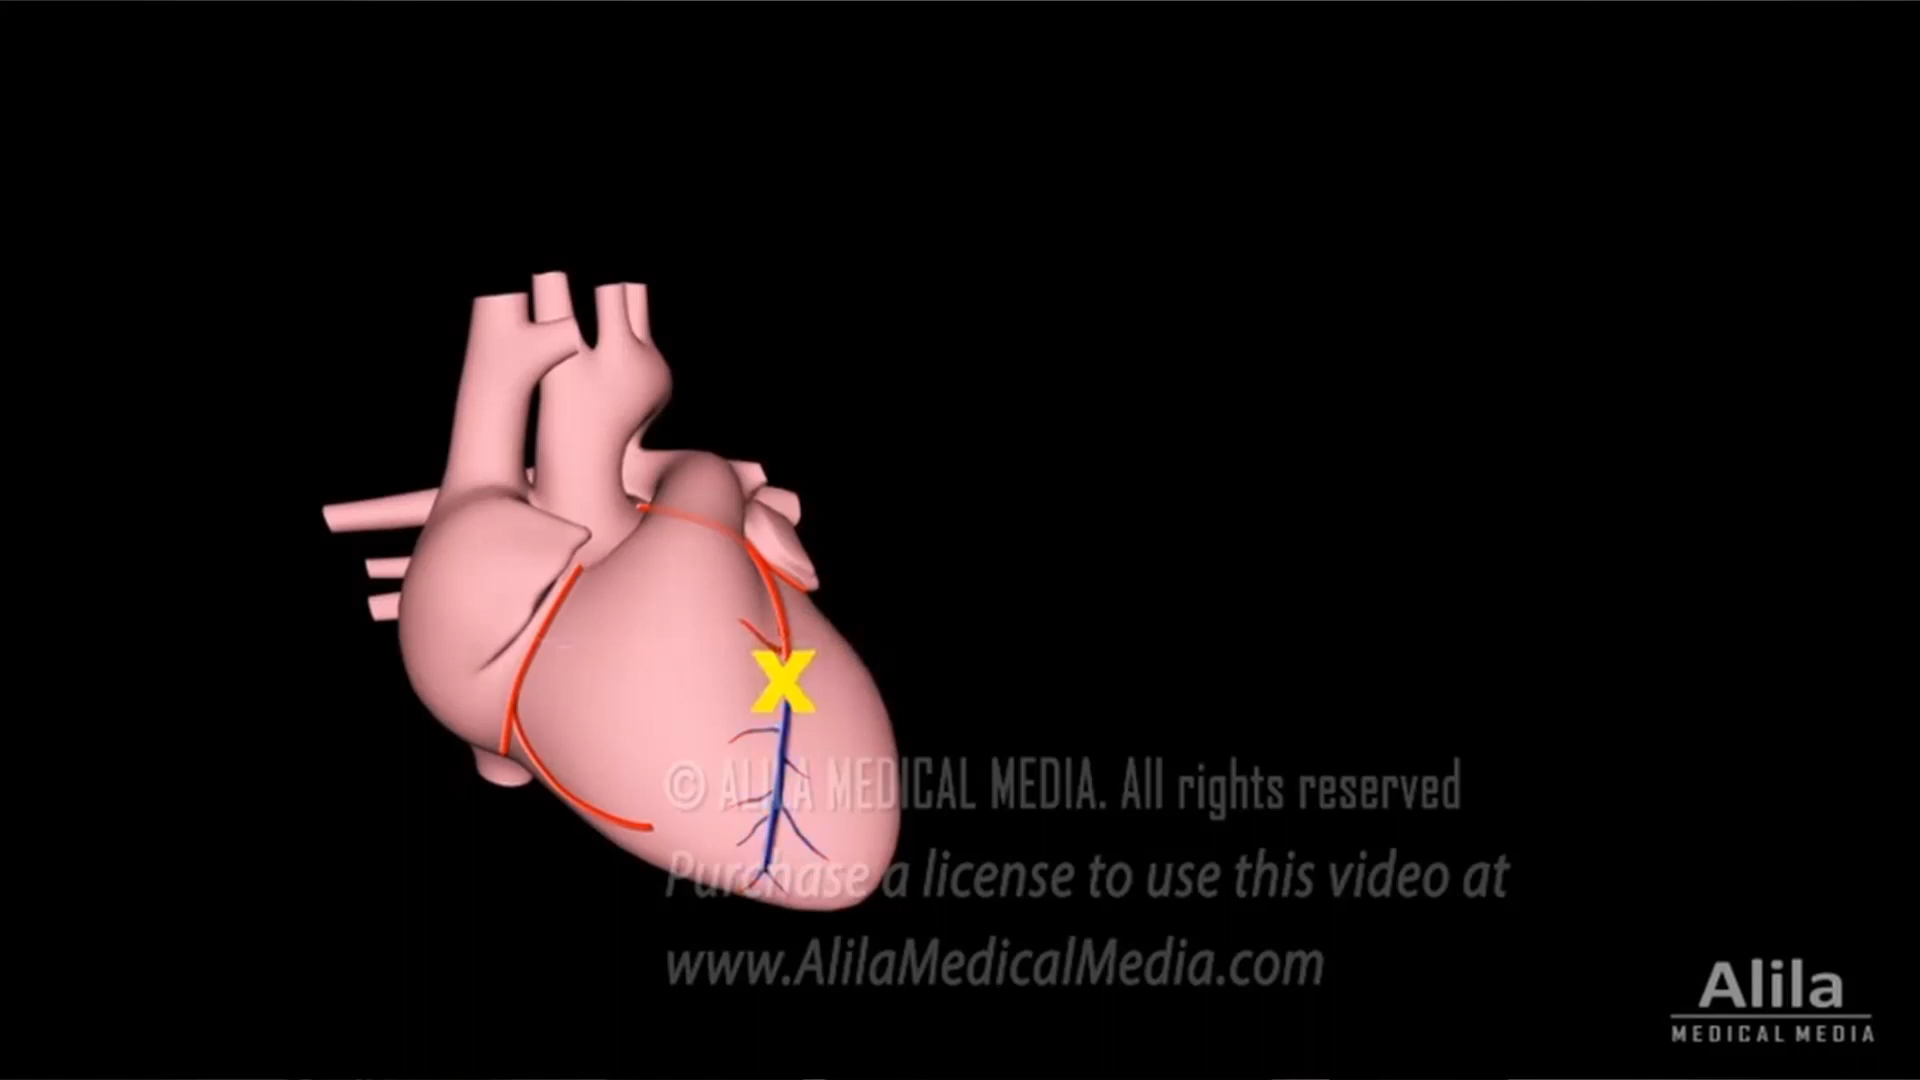 X
© ALILA MEDICAL MEDIA. All rights reserved
Purchase a license to use this video at
www.AlilaMedicalMedia.com
Alila
MEDICAL MEDIA